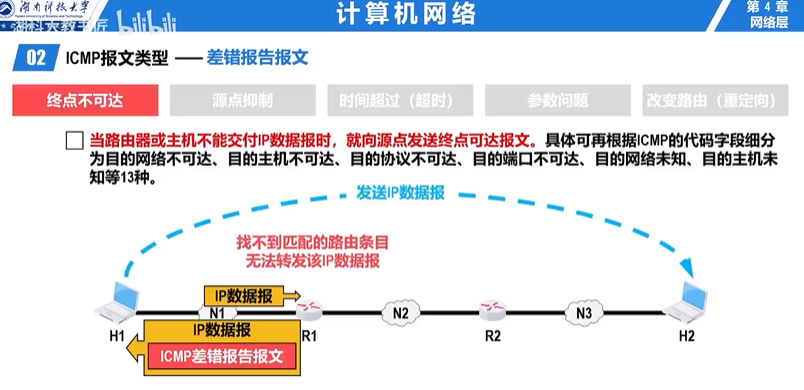 湖南科技大学
Hunan University of Science and Technology
湖科大教书匠 bilibili
计算机网络
第 4 章
网络层
02 ICMP报文类型 —— 差错报告报文
终点不可达 源点抑制 时间超过（超时） 参数问题 改变路由（重定向）
当路由器或主机不能交付IP数据报时，就向源点发送终点可达报文。具体可再根据ICMP的代码字段细分
为目的网络不可达、目的主机不可达、目的协议不可达、目的端口不可达、目的网络未知、目的主机未
知等13种。
发送IP数据报
找不到匹配的路由条目
无法转发该IP数据报
IP数据报
N1 N2 N3
IP数据报
H1 R1 R2 H2
ICMP差错报告报文